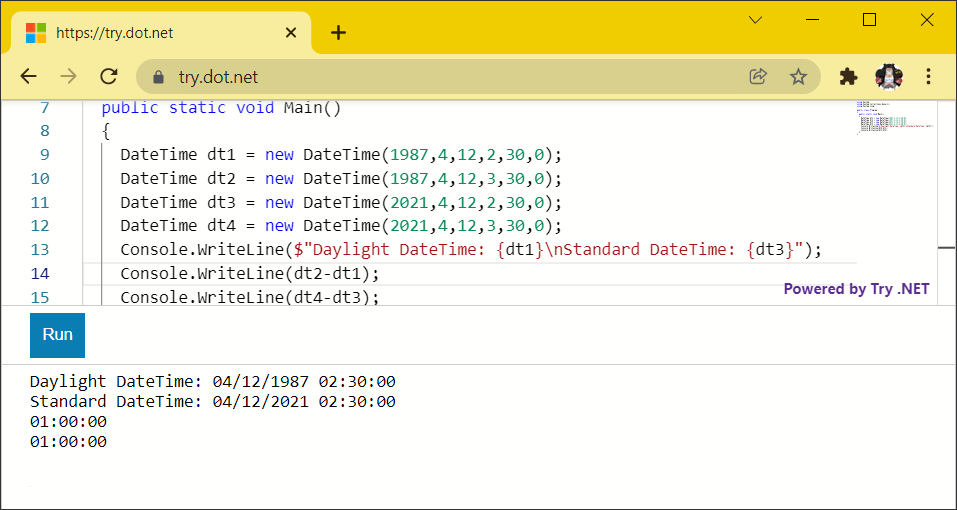 https://try.dot.net
try.dot.net
7 public static void Main()
8 {
9 DateTime dt1 = new DateTime(1987,4,12,2,30,0);
10 DateTime dt2 = new DateTime(1987,4,12,3,30,0);
11 DateTime dt3 = new DateTime(2021,4,12,2,30,0);
12 DateTime dt4 = new DateTime(2021,4,12,3,30,0);
13 Console.WriteLine($"Daylight DateTime: {dt1}\nStandard DateTime: {dt3}");
14 Console.WriteLine(dt2-dt1);
15 Console.WriteLine(dt4-dt3);
Powered by Try .NET
Run
Daylight DateTime: 04/12/1987 02:30:00
Standard DateTime: 04/12/2021 02:30:00
01:00:00
01:00:00